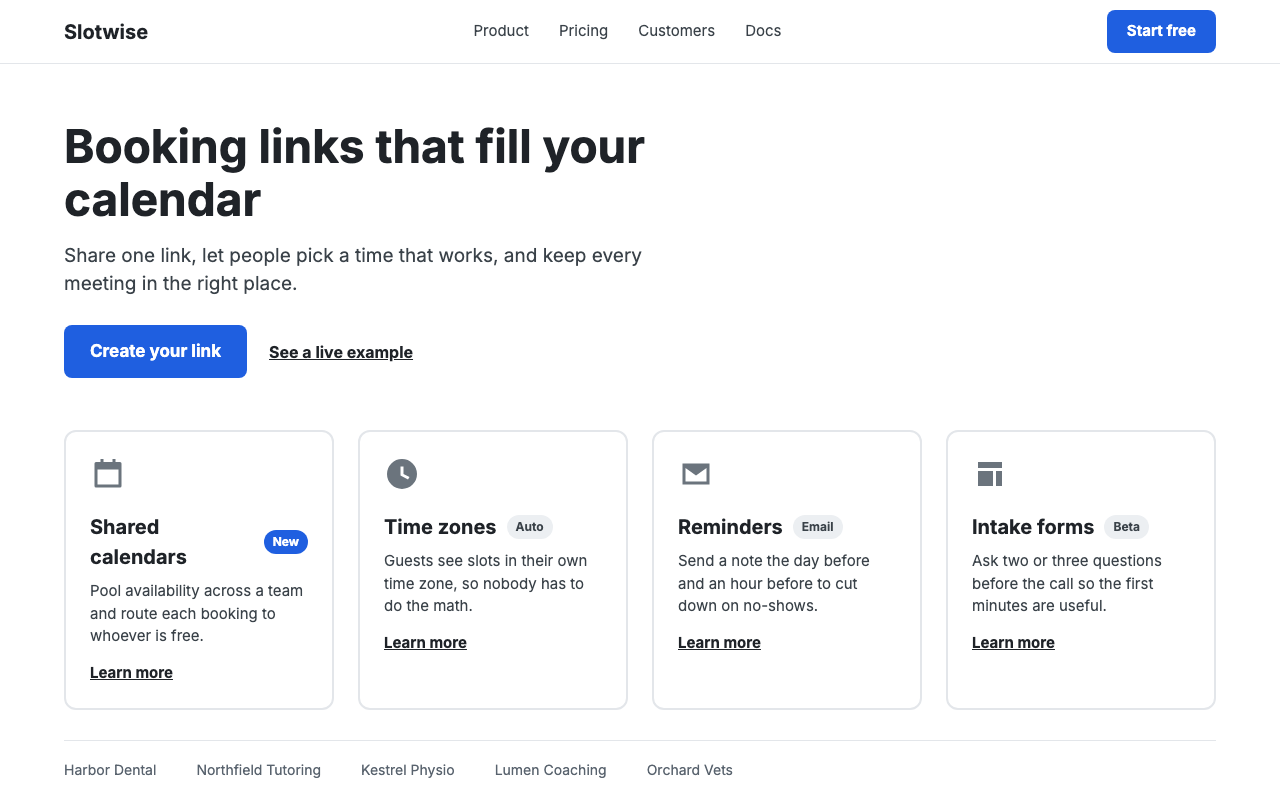 Slotwise
Product
Pricing
Customers
Docs
Start free
Booking links that fill your
calendar
Share one link, let people pick a time that works, and keep every
meeting in the right place.
Create your link
See a live example
Shared
calendars
New
Pool availability across a team
and route each booking to
whoever is free.
Learn more
Time zones
Auto
Guests see slots in their own
time zone, so nobody has to
do the math.
Learn more
Reminders
Email
Send a note the day before
and an hour before to cut
down on no-shows.
Learn more
Intake forms
Beta
Ask two or three questions
before the call so the first
minutes are useful.
Learn more
Harbor Dental
Northfield Tutoring
Kestrel Physio
Lumen Coaching
Orchard Vets